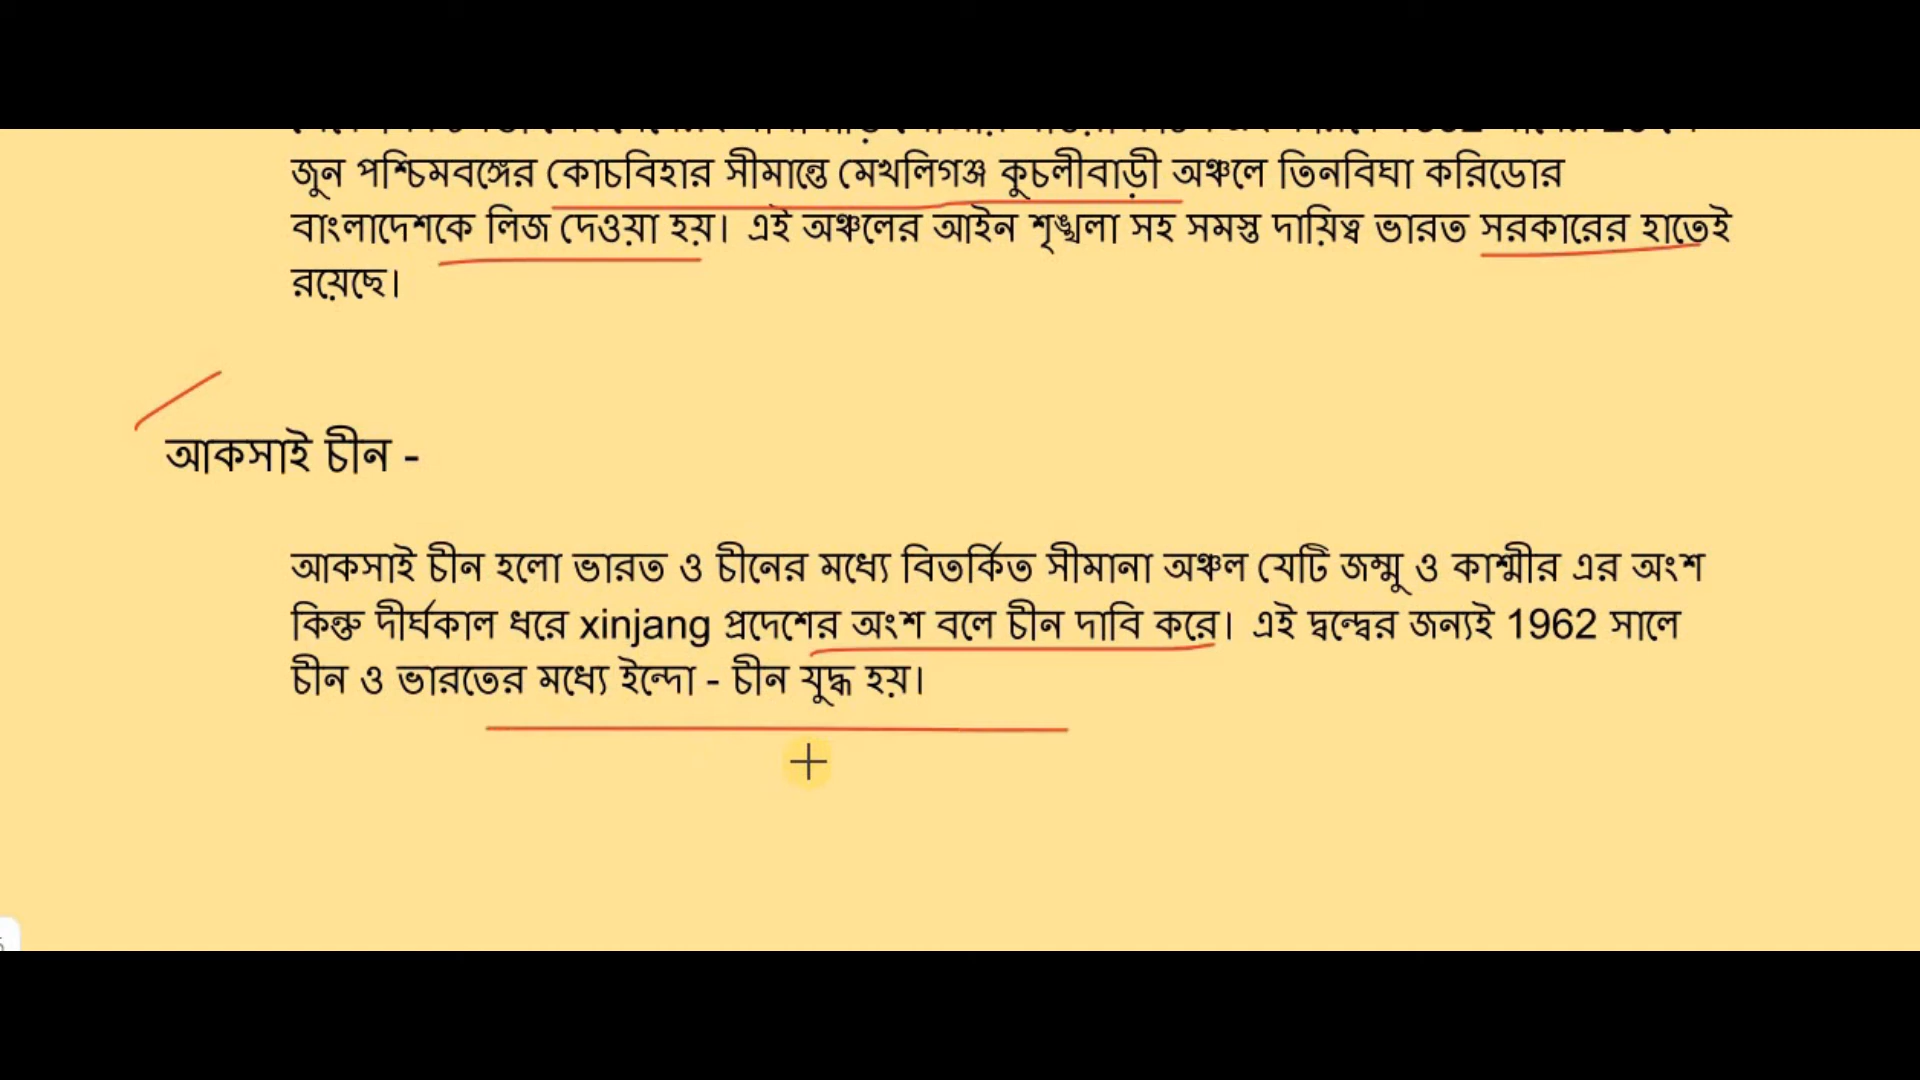 জুন পশ্চিমবঙ্গের কোচবিহার সীমান্তে মেখলিগঞ্জ কুচলীবাড়ী অঞ্চলে তিনবিঘা করিডোর
বাংলাদেশকে লিজ দেওয়া হয়। এই অঞ্চলের আইন শৃঙ্খলা সহ সমস্ত দায়িত্ব ভারত সরকারের হাতেই
রয়েছে।
আকসাই চীন -
আকসাই চীন হলো ভারত ও চীনের মধ্যে বিতর্কিত সীমানা অঞ্চল যেটি জম্মু ও কাশ্মীর এর অংশ
কিন্তু দীর্ঘকাল ধরে xinjang প্রদেশের অংশ বলে চীন দাবি করে। এই দ্বন্দ্বের জন্যই 1962 সালে
চীন ও ভারতের মধ্যে ইন্দো - চীন যুদ্ধ হয়।